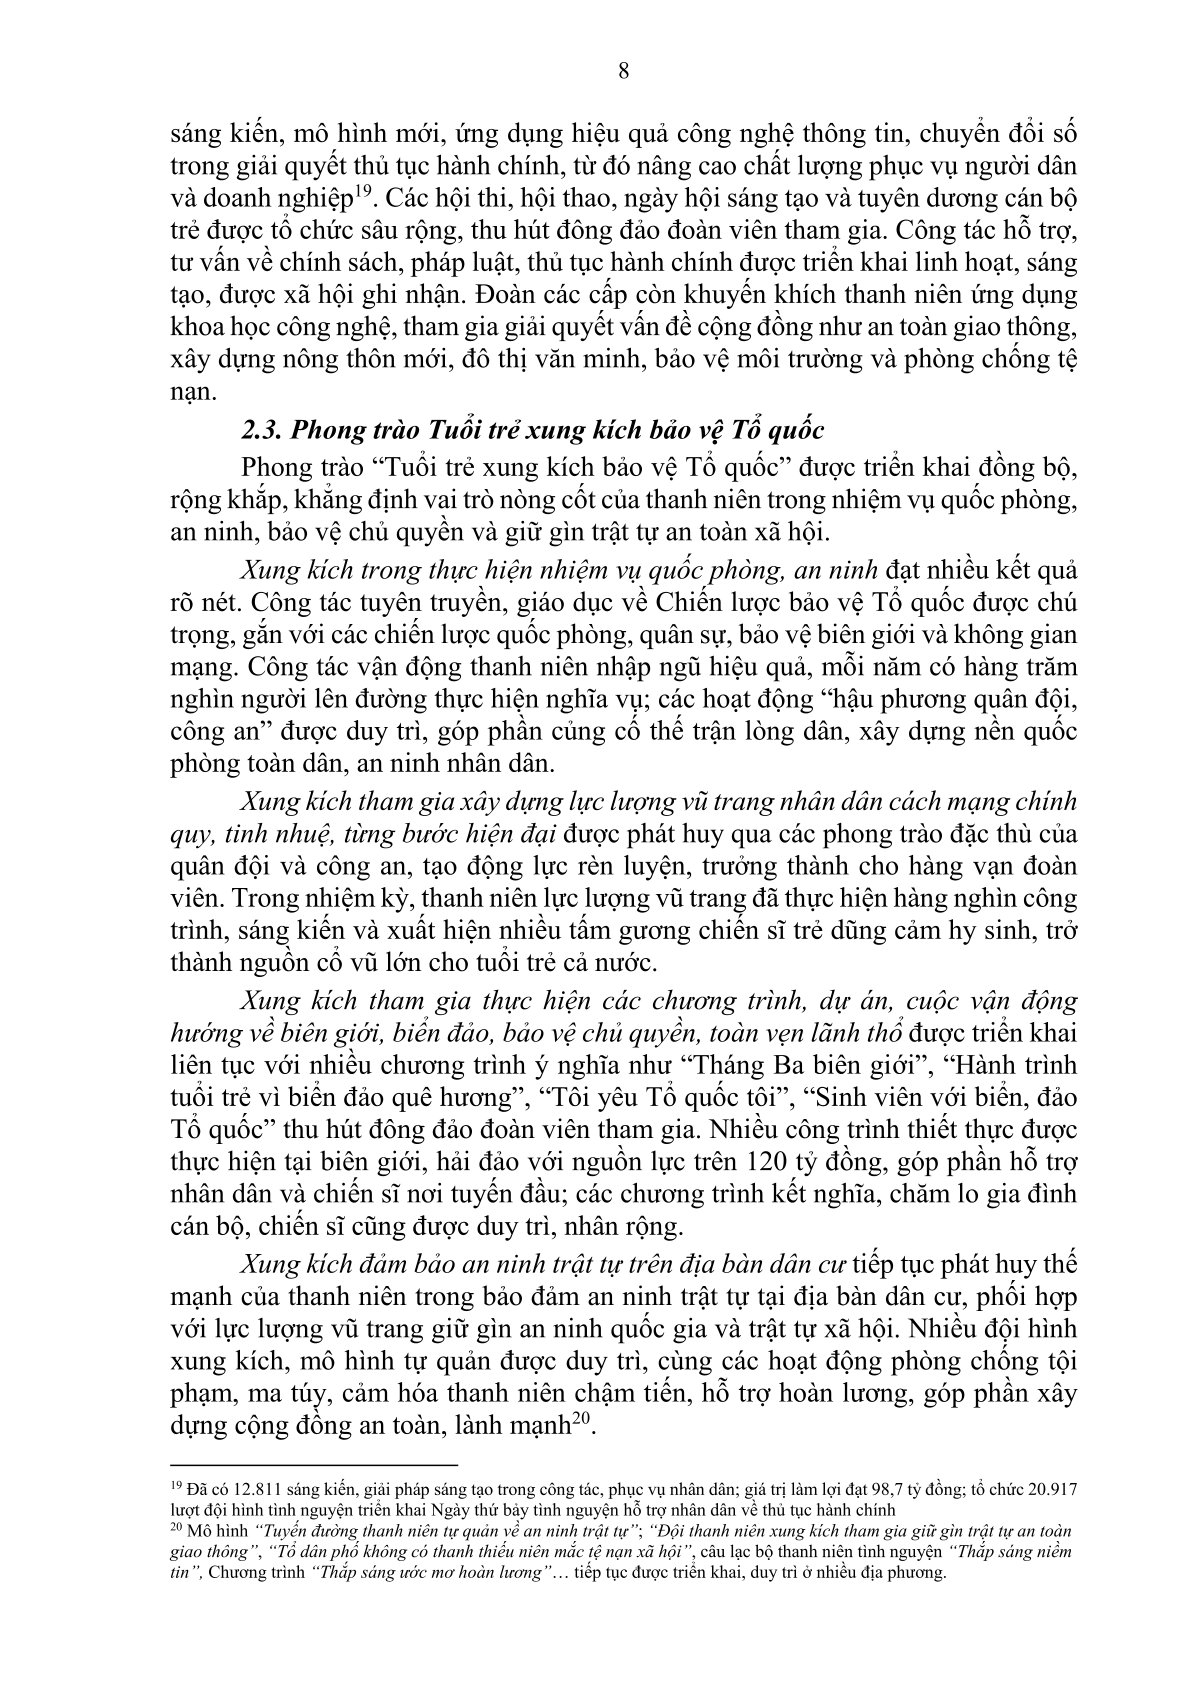 8
sáng kiến, mô hình mới, ứng dụng hiệu quả công nghệ thông tin, chuyển đổi số
trong giải quyết thủ tục hành chính, từ đó nâng cao chất lượng phục vụ người dân
và doanh nghiệp19. Các hội thi, hội thao, ngày hội sáng tạo và tuyên dương cán bộ
trẻ được tổ chức sâu rộng, thu hút đông đảo đoàn viên tham gia. Công tác hỗ trợ,
tư vấn về chính sách, pháp luật, thủ tục hành chính được triển khai linh hoạt, sáng
tạo, được xã hội ghi nhận. Đoàn các cấp còn khuyến khích thanh niên ứng dụng
khoa học công nghệ, tham gia giải quyết vấn đề cộng đồng như an toàn giao thông,
xây dựng nông thôn mới, đô thị văn minh, bảo vệ môi trường và phòng chống tệ
nạn.
2.3. Phong trào Tuổi trẻ xung kích bảo vệ Tổ quốc
Phong trào “Tuổi trẻ xung kích bảo vệ Tổ quốc” được triển khai đồng bộ,
rộng khắp, khẳng định vai trò nòng cốt của thanh niên trong nhiệm vụ quốc phòng,
an ninh, bảo vệ chủ quyền và giữ gìn trật tự an toàn xã hội.
Xung kích trong thực hiện nhiệm vụ quốc phòng, an ninh đạt nhiều kết quả
rõ nét. Công tác tuyên truyền, giáo dục về Chiến lược bảo vệ Tổ quốc được chú
trọng, gắn với các chiến lược quốc phòng, quân sự, bảo vệ biên giới và không gian
mạng. Công tác vận động thanh niên nhập ngũ hiệu quả, mỗi năm có hàng trăm
nghìn người lên đường thực hiện nghĩa vụ; các hoạt động “hậu phương quân đội,
công an” được duy trì, góp phần củng cố thế trận lòng dân, xây dựng nền quốc
phòng toàn dân, an ninh nhân dân.
Xung kích tham gia xây dựng lực lượng vũ trang nhân dân cách mạng chính
quy, tinh nhuệ, từng bước hiện đại được phát huy qua các phong trào đặc thù của
quân đội và công an, tạo động lực rèn luyện, trưởng thành cho hàng vạn đoàn
viên. Trong nhiệm kỳ, thanh niên lực lượng vũ trang đã thực hiện hàng nghìn công
trình, sáng kiến và xuất hiện nhiều tấm gương chiến sĩ trẻ dũng cảm hy sinh, trở
thành nguồn cổ vũ lớn cho tuổi trẻ cả nước.
Xung kích tham gia thực hiện các chương trình, dự án, cuộc vận động
hướng về biên giới, biển đảo, bảo vệ chủ quyền, toàn vẹn lãnh thổ được triển khai
liên tục với nhiều chương trình ý nghĩa như “Tháng Ba biên giới”, “Hành trình
tuổi trẻ vì biển đảo quê hương”, “Tôi yêu Tổ quốc tôi”, “Sinh viên với biển, đảo
Tổ quốc” thu hút đông đảo đoàn viên tham gia. Nhiều công trình thiết thực được
thực hiện tại biên giới, hải đảo với nguồn lực trên 120 tỷ đồng, góp phần hỗ trợ
nhân dân và chiến sĩ nơi tuyến đầu; các chương trình kết nghĩa, chăm lo gia đình
cán bộ, chiến sĩ cũng được duy trì, nhân rộng.
Xung kích đảm bảo an ninh trật tự trên địa bàn dân cư tiếp tục phát huy thế
mạnh của thanh niên trong bảo đảm an ninh trật tự tại địa bàn dân cư, phối hợp
với lực lượng vũ trang giữ gìn an ninh quốc gia và trật tự xã hội. Nhiều đội hình
xung kích, mô hình tự quản được duy trì, cùng các hoạt động phòng chống tội
phạm, ma túy, cảm hóa thanh niên chậm tiến, hỗ trợ hoàn lương, góp phần xây
dựng cộng đồng an toàn, lành mạnh20.
19 Đã có 12.811 sáng kiến, giải pháp sáng tạo trong công tác, phục vụ nhân dân; giá trị làm lợi đạt 98,7 tỷ đồng; tổ chức 20.917
lượt đội hình tình nguyện triển khai Ngày thứ bảy tình nguyện hỗ trợ nhân dân về thủ tục hành chính
20 Mô hình “Tuyến đường thanh niên tự quản về an ninh trật tự”; “Đội thanh niên xung kích tham gia giữ gìn trật tự an toàn
giao thông”, “Tổ dân phố không có thanh thiếu niên mắc tệ nạn xã hội”, câu lạc bộ thanh niên tình nguyện “Thắp sáng niềm
tin”, Chương trình “Thắp sáng ước mơ hoàn lương”… tiếp tục được triển khai, duy trì ở nhiều địa phương.